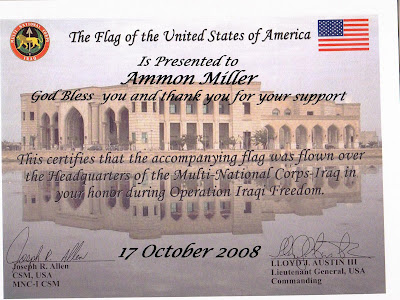 The Flag of the United States of America
Is Presented to
Ammon Miller
God Bless you and thank you for your support
This certifies that the accompanying flag was flown over
the Headquarters of the Multi-National Corps-Iraq in
your honor during Operation Iraqi Freedom.
17 October 2008
Joseph R. Allen
Joseph R. Allen
CSM, USA
MNC-I CSM
LLOYD J. AUSTIN III
Lieutenant General, USA
Commanding